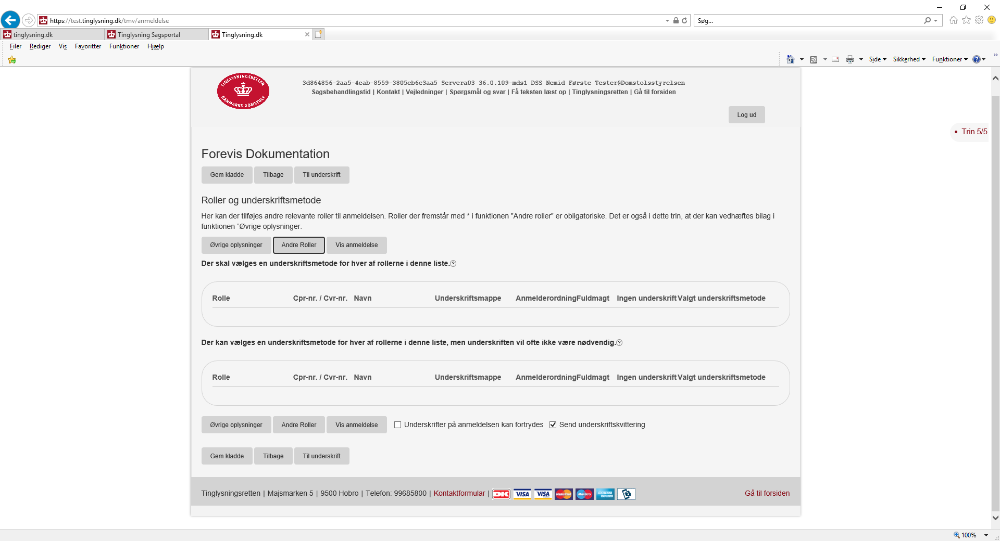 https://test.tinglysning.dk/tmv/anmeldelse
Søg...
tinglysning.dk
Tinglysning Sagsportal
Tinglysning.dk
Filer Rediger Vis Favoritter Funktioner Hjælp
Side Sikkerhed Funktioner
TINGLYSNINGSRETTEN
DANMARKS DOMSTOLE
3d864856-2aa5-4eab-8559-3805eb6c3aa5 Servera03 36.0.109-mds1 DSS Nemid Første Tester@Domstolsstyrelsen
Sagsbehandlingstid | Kontakt | Vejledninger | Spørgsmål og svar | Få teksten læst op | Tinglysningsretten | Gå til forsiden
Log ud
• Trin 5/5
Forevis Dokumentation
Gem kladde Tilbage Til underskrift
Roller og underskriftsmetode
Her kan der tilføjes andre relevante roller til anmeldelsen. Roller der fremstår med * i funktionen ”Andre roller” er obligatoriske. Det er også i dette trin, at der kan vedhæftes bilag i
funktionen ”Øvrige oplysninger.
Øvrige oplysninger Andre Roller Vis anmeldelse
Der skal vælges en underskriftsmetode for hver af rollerne i denne liste.?
Rolle Cpr-nr. / Cvr-nr. Navn Underskriftsmappe Anmelderordning Fuldmagt Ingen underskrift Valgt underskriftsmetode
Der kan vælges en underskriftsmetode for hver af rollerne i denne liste, men underskriften vil ofte ikke være nødvendig.?
Rolle Cpr-nr. / Cvr-nr. Navn Underskriftsmappe Anmelderordning Fuldmagt Ingen underskrift Valgt underskriftsmetode
Øvrige oplysninger Andre Roller Vis anmeldelse Underskrifter på anmeldelsen kan fortrydes Send underskriftskvittering
Gem kladde Tilbage Til underskrift
Tinglysningsretten | Majsmarken 5 | 9500 Hobro | Telefon: 99685800 | Kontaktformular | DK VISA VISA MasterCard Maestro Gå til forsiden
100%